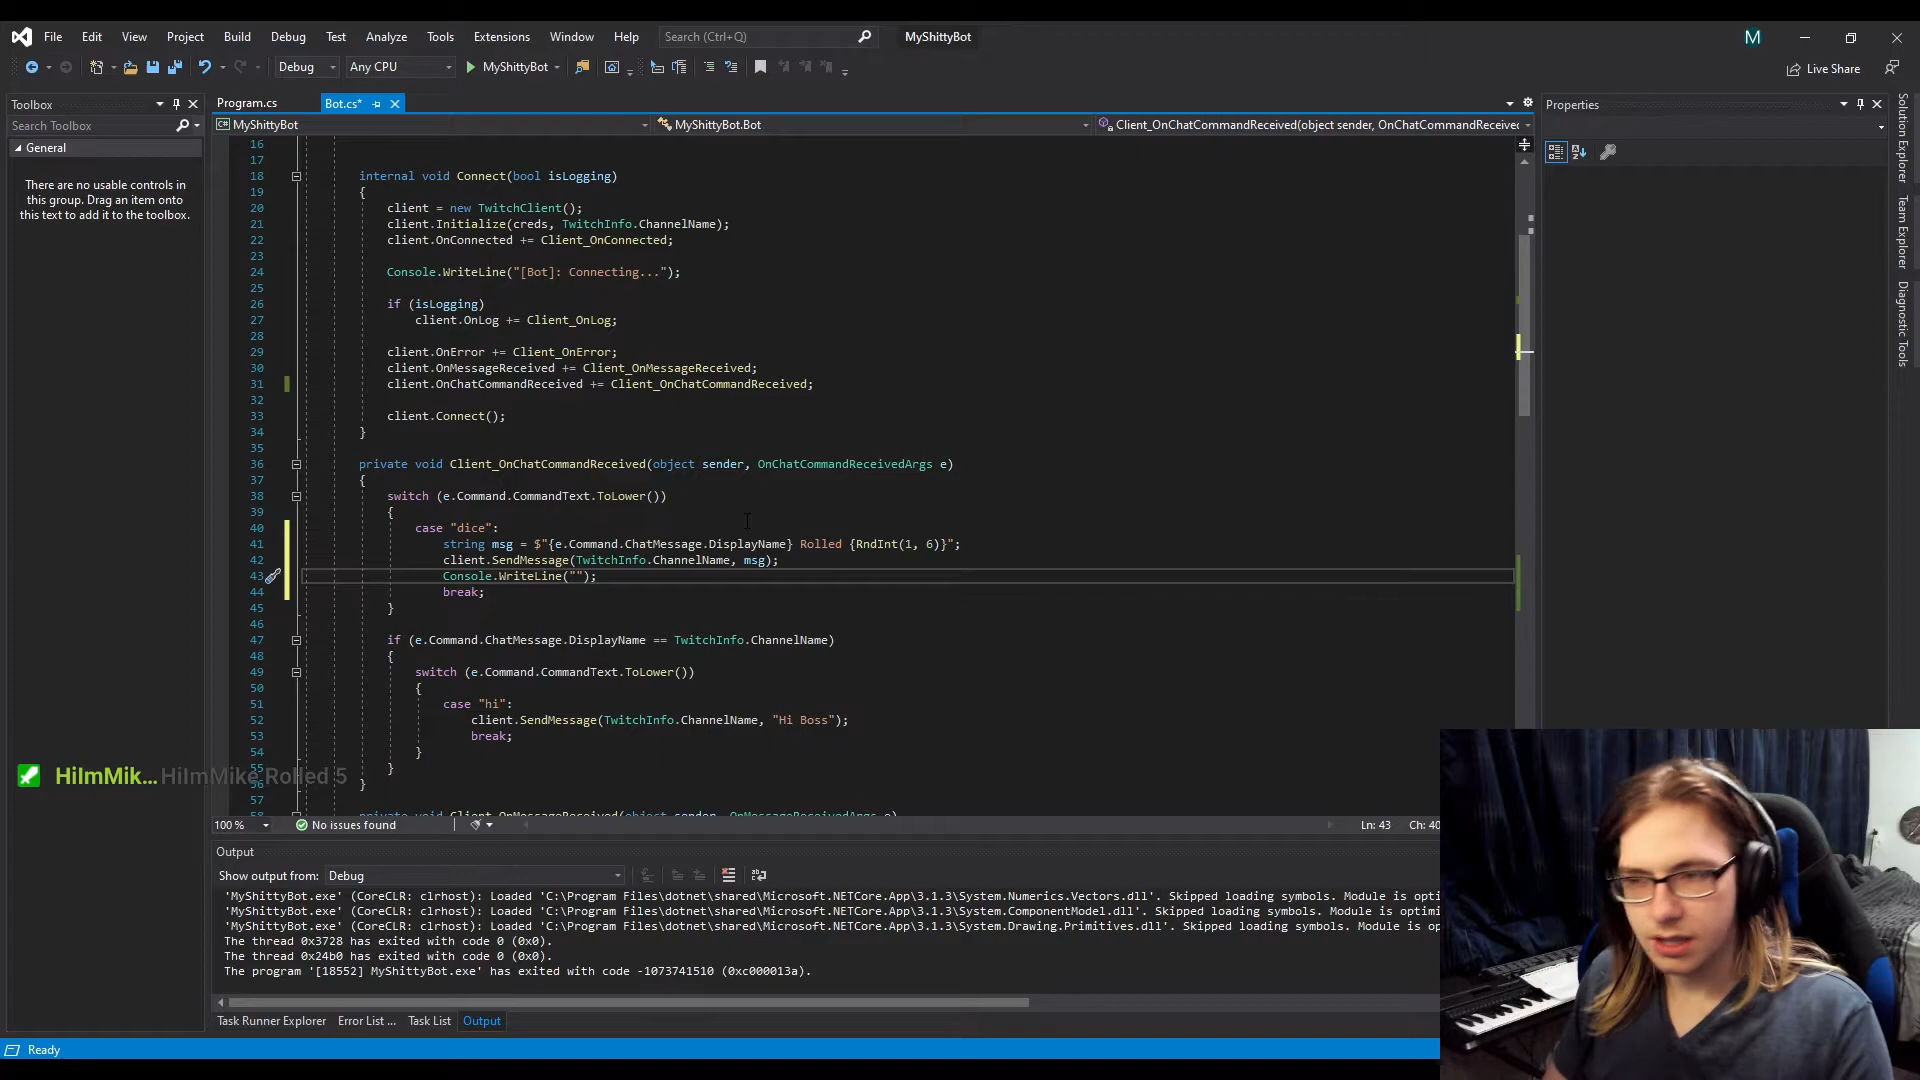 File Edit View Project Build Debug Test Analyze Tools Extensions Window Help Search (Ctrl+Q) MyShittyBot M
Debug Any CPU MyShittyBot Live Share
Toolbox
Search Toolbox
General
There are no usable controls in
this group. Drag an item onto
this text to add it to the toolbox.
Program.cs Bot.cs*
MyShittyBot MyShittyBot.Bot Client_OnChatCommandReceived(object sender, OnChatCommandReceive
16
17
18 internal void Connect(bool isLogging)
19 {
20 client = new TwitchClient();
21 client.Initialize(creds, TwitchInfo.ChannelName);
22 client.OnConnected += Client_OnConnected;
23
24 Console.WriteLine("[Bot]: Connecting...");
25
26 if (isLogging)
27 client.OnLog += Client_OnLog;
28
29 client.OnError += Client_OnError;
30 client.OnMessageReceived += Client_OnMessageReceived;
31 client.OnChatCommandReceived += Client_OnChatCommandReceived;
32
33 client.Connect();
34 }
35
36 private void Client_OnChatCommandReceived(object sender, OnChatCommandReceivedArgs e)
37 {
38 switch (e.Command.CommandText.ToLower())
39 {
40 case "dice":
41 string msg = $"{e.Command.ChatMessage.DisplayName} Rolled {RndInt(1, 6)}";
42 client.SendMessage(TwitchInfo.ChannelName, msg);
43 Console.WriteLine("");
44 break;
45 }
46
47 if (e.Command.ChatMessage.DisplayName == TwitchInfo.ChannelName)
48 {
49 switch (e.Command.CommandText.ToLower())
50 {
51 case "hi":
52 client.SendMessage(TwitchInfo.ChannelName, "Hi Boss");
53 break;
54 }
55 }
56 }
57
58 private void Client_OnMessageReceived(object sender, OnMessageReceivedArgs e)
HiImMik... HiImMike Rolled 5
100 % No issues found Ln: 43 Ch: 40
Output
Show output from: Debug
'MyShittyBot.exe' (CoreCLR: clrhost): Loaded 'C:\Program Files\dotnet\shared\Microsoft.NETCore.App\3.1.3\System.Numerics.Vectors.dll'. Skipped loading symbols. Module is opt
'MyShittyBot.exe' (CoreCLR: clrhost): Loaded 'C:\Program Files\dotnet\shared\Microsoft.NETCore.App\3.1.3\System.ComponentModel.dll'. Skipped loading symbols. Module is optimi
'MyShittyBot.exe' (CoreCLR: clrhost): Loaded 'C:\Program Files\dotnet\shared\Microsoft.NETCore.App\3.1.3\System.Drawing.Primitives.dll'. Skipped loading symbols. Module is op
The thread 0x3728 has exited with code 0 (0x0).
The thread 0x24b0 has exited with code 0 (0x0).
The program '[18552] MyShittyBot.exe' has exited with code -1073741510 (0xc000013a).
Task Runner Explorer Error List ... Task List Output
Ready
Properties
Solution Explorer
Team Explorer
Diagnostic Tools